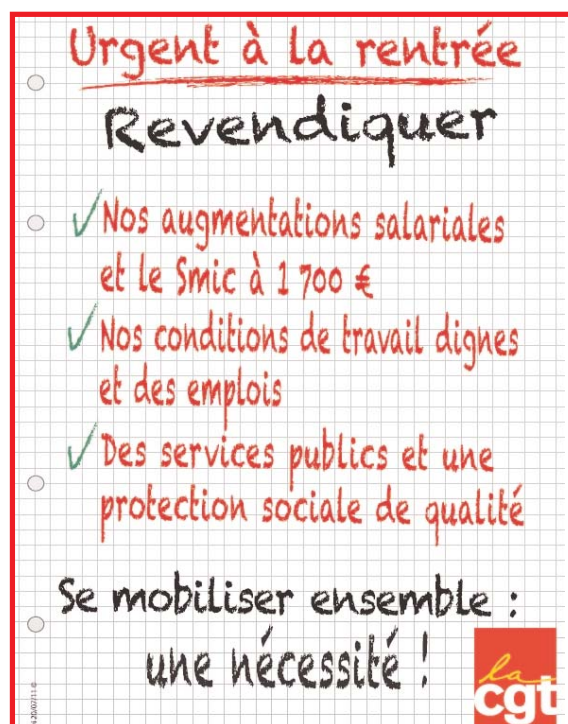 Urgent à la rentrée
Revendiquer
✓ Nos augmentations salariales
et le Smic à 1 700 €
✓ Nos conditions de travail dignes
et des emplois
✓ Des services publics et une
protection sociale de qualité
Se mobiliser ensemble :
une nécessité !
la
cgt